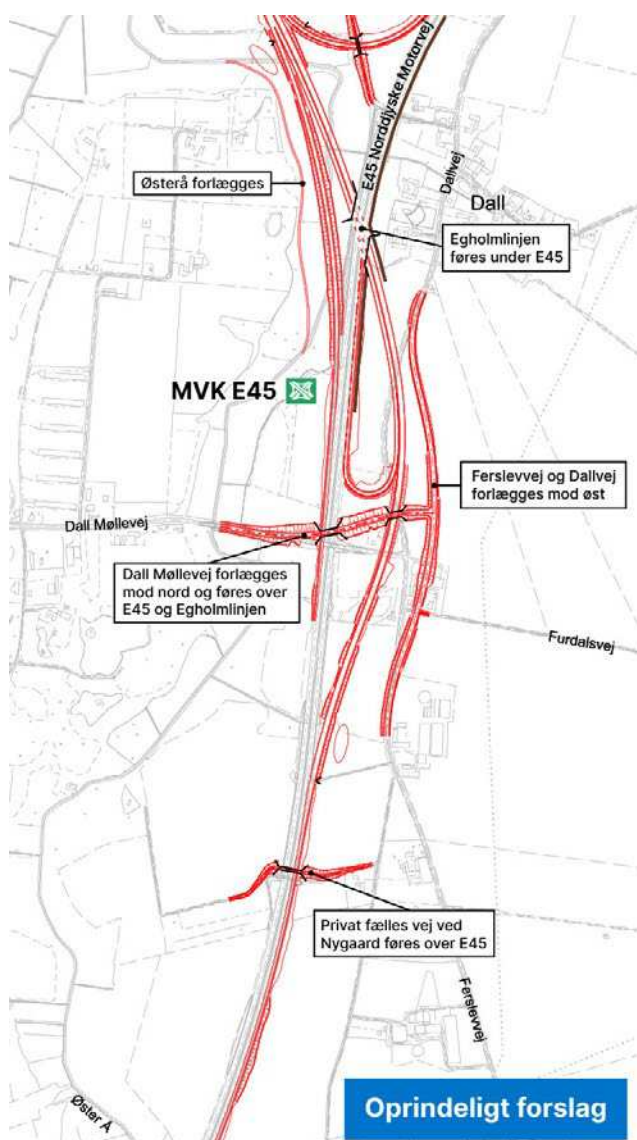 E45 Norddjyske Motorvej
Dallvej
Østerå forlægges
Dall
Egholmlinjen
føres under E45
MVK E45
Ferslevvej og Dallvej
forlægges mod øst
Dall Møllevej
Dall Møllevej forlægges
mod nord og føres over
E45 og Egholmlinjen
Furdalsvej
Privat fælles vej ved
Nygaard føres over E45
Ferslevvej
Øster Å
Oprindeligt forslag